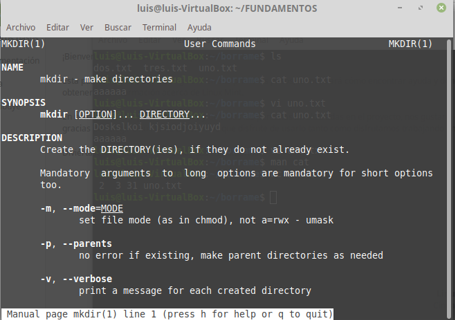 luis@luis-VirtualBox: ~/FUNDAMENTOS
Archivo Editar Ver Buscar Terminal Ayuda
MKDIR(1) User Commands MKDIR(1)
NAME
mkdir - make directories
SYNOPSIS
mkdir [OPTION]... DIRECTORY...
DESCRIPTION
Create the DIRECTORY(ies), if they do not already exist.
Mandatory arguments to long options are mandatory for short options
too.
-m, --mode=MODE
set file mode (as in chmod), not a=rwx - umask
-p, --parents
no error if existing, make parent directories as needed
-v, --verbose
print a message for each created directory
Manual page mkdir(1) line 1 (press h for help or q to quit)